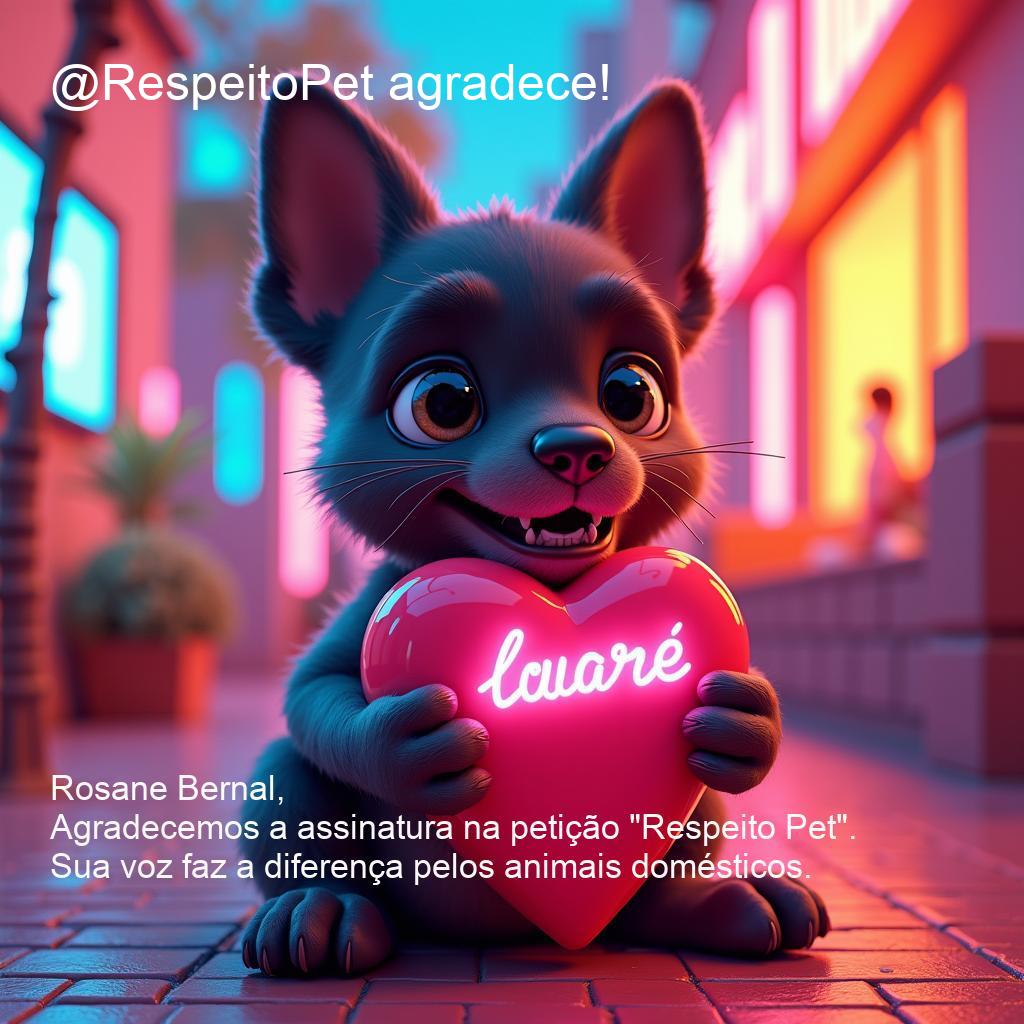 @RespeitoPet agradece!
lauaré
Rosane Bernal,
Agradecemos a assinatura na petição "Respeito Pet".
Sua voz faz a diferença pelos animais domésticos.